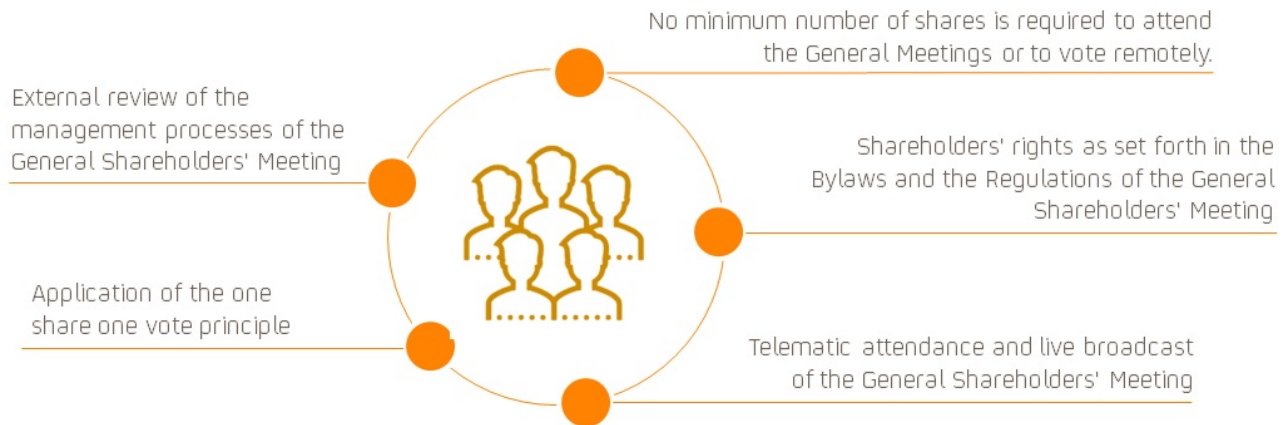 No minimum number of shares is required to attend
the General Meetings or to vote remotely.
External review of the
management processes of the
General Shareholders' Meeting
Shareholders' rights as set forth in the
Bylaws and the Regulations of the General
Shareholders' Meeting
Application of the one
share one vote principle
Telematic attendance and live broadcast
of the General Shareholders' Meeting